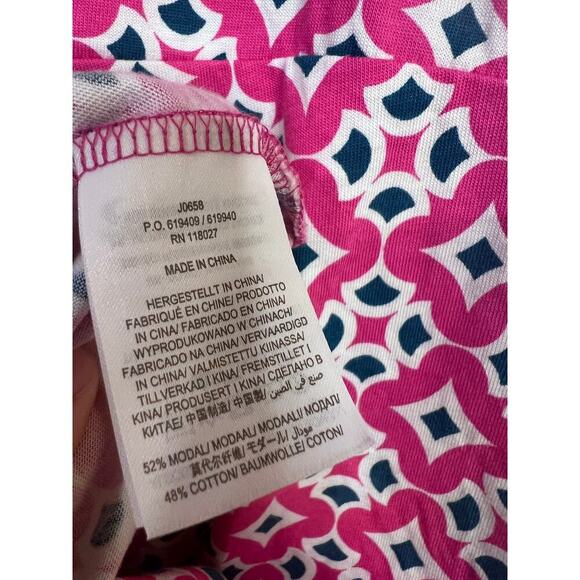 J0658
P.O. 619409 / 619940
RN 118027
MADE IN CHINA
HERGESTELLT IN CHINA/
FABRIQUÉ EN CHINE/ PRODOTTO
IN CINA/ FABRICADO EN CHINA/
WYPRODUKOWANO W CHINACH/
FABRICADO NA CHINA/ VERVAARDIGD
IN CHINA/ VALMISTETTU KIINASSA/
TILLVERKAD I KINA/ FREMSTILLET I
KINA/ PRODUSERT I KINA/ СДЕЛАНО В
КИТАЕ/ 中国制造/ 中国製/ صنع في الصين
52% MODAL/ MODAAL/ MODAALI/ МОДАЛ/
莫代尔纤维/ モダール/ مودال/
48% COTTON/ BAUMWOLLE/ COTON/